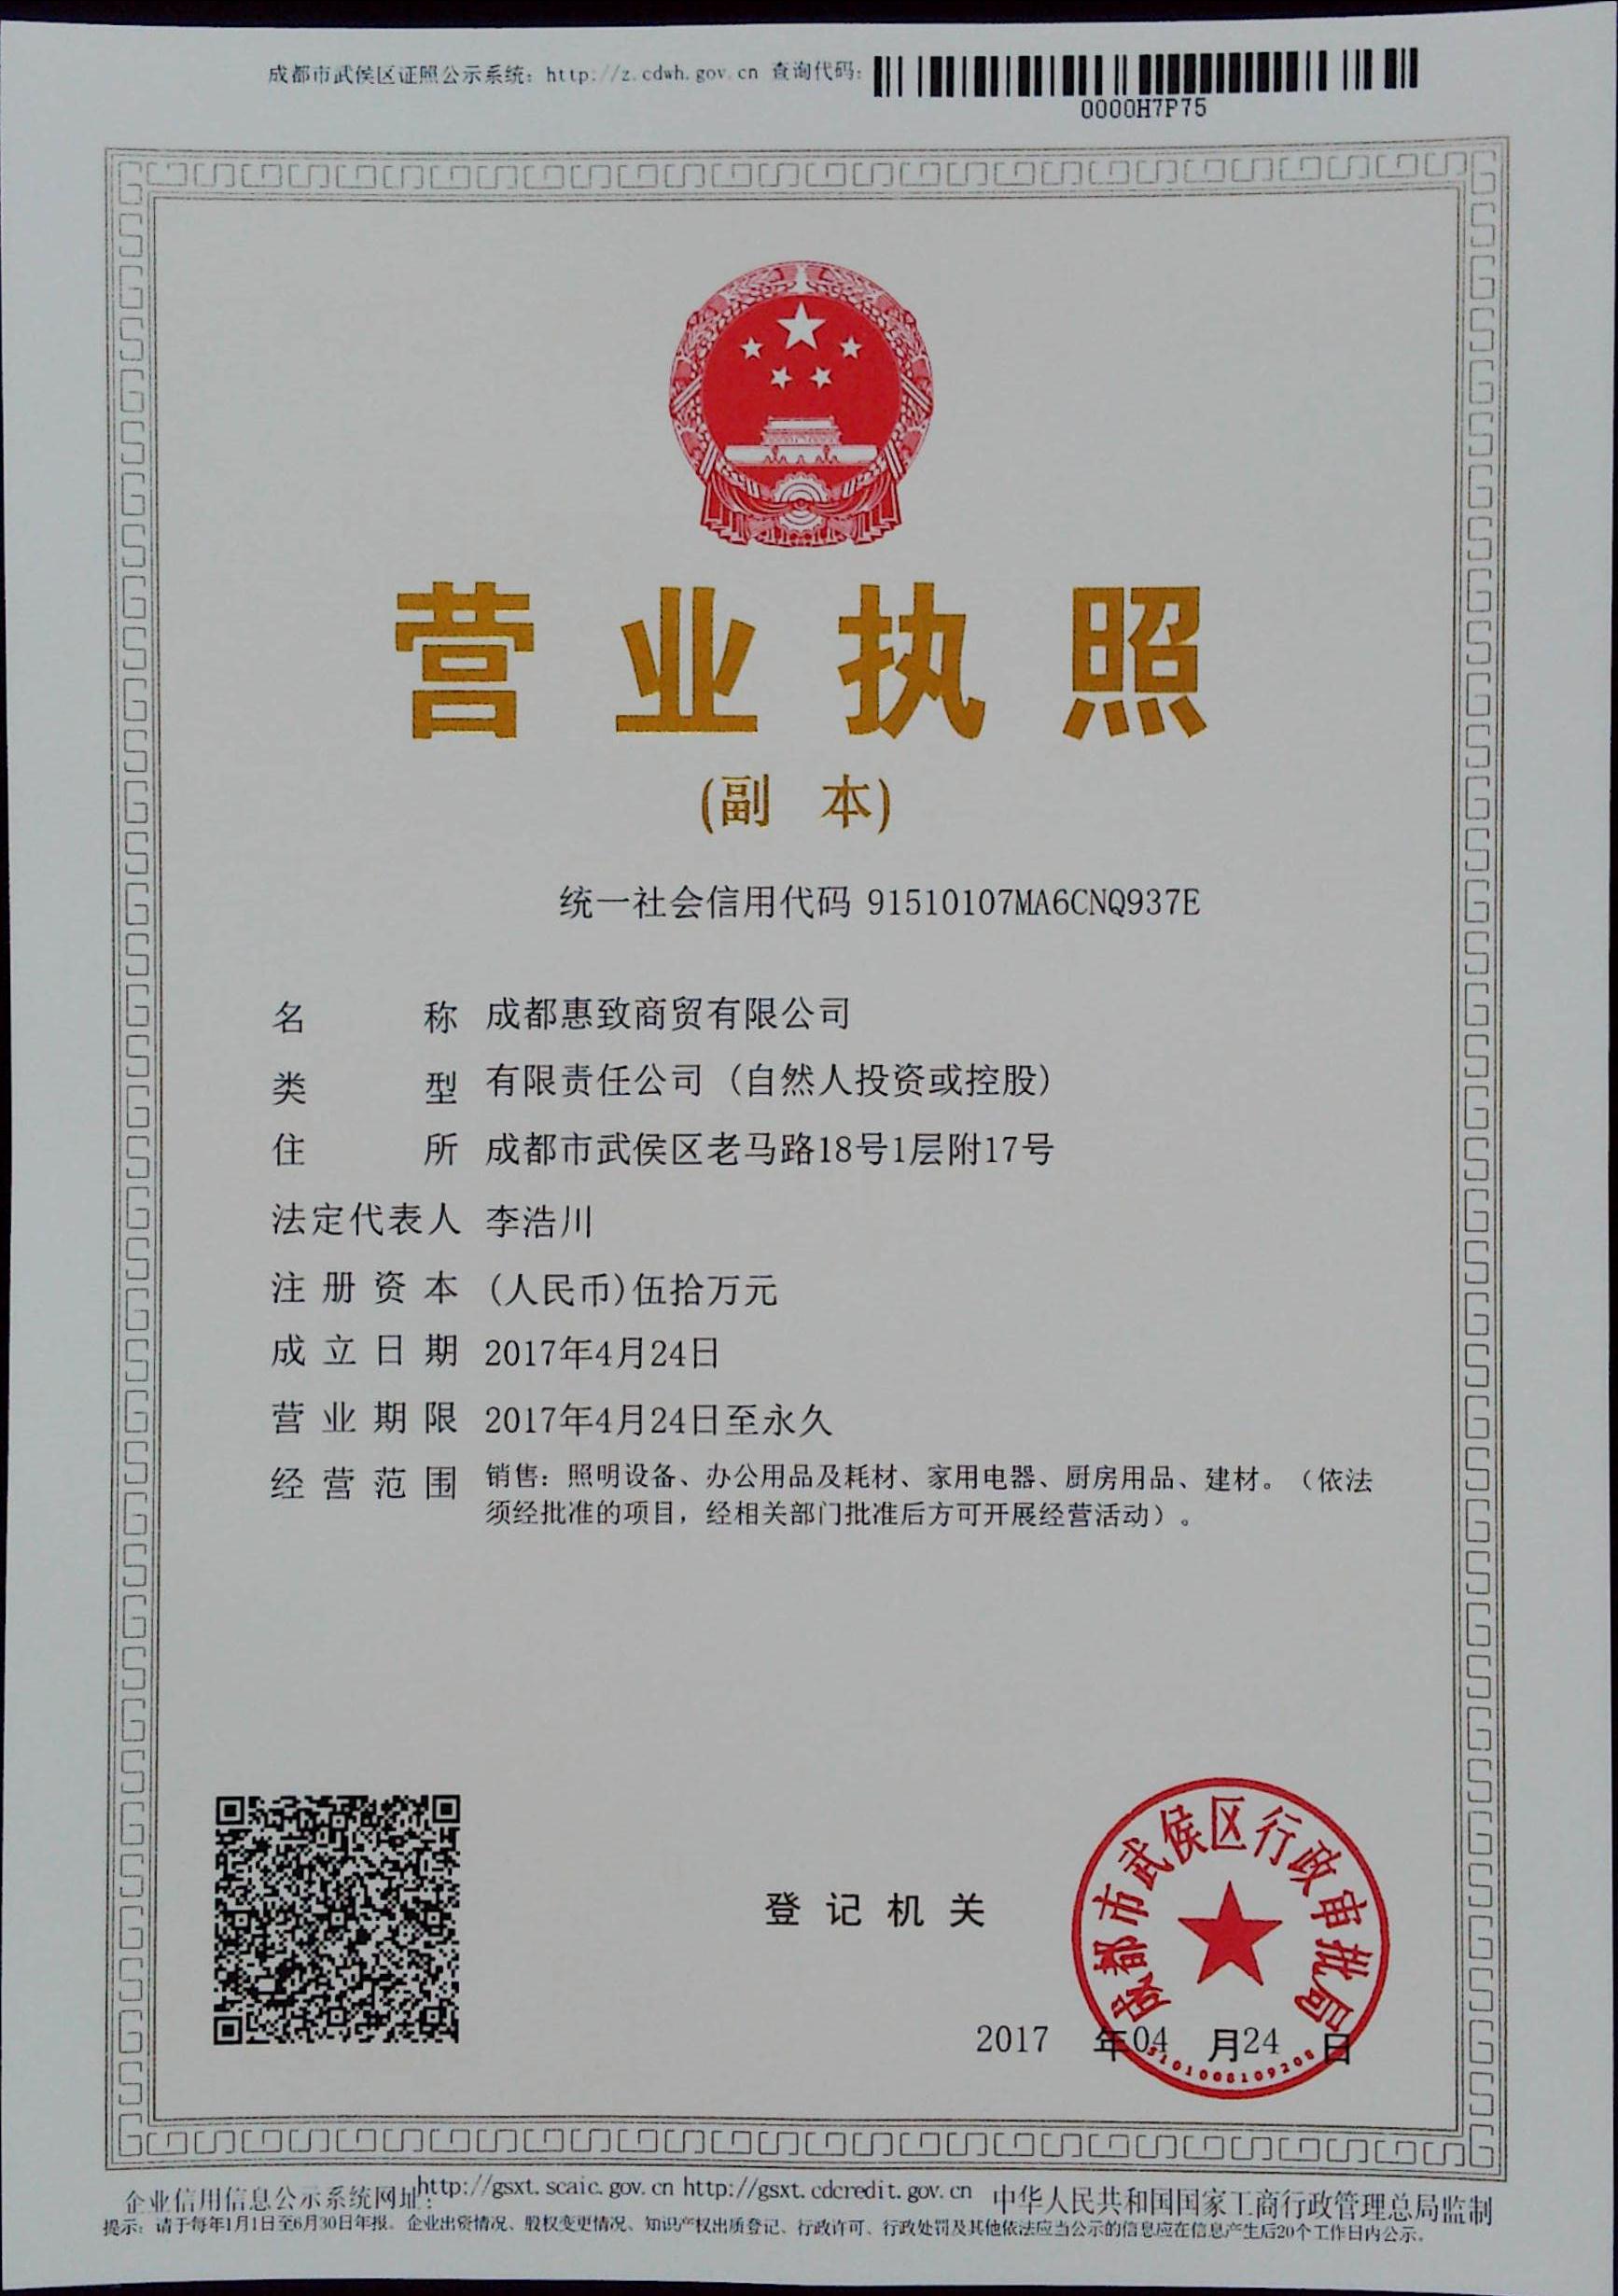 成都市武侯区证照公示系统：http://z.cdwh.gov.cn 查询代码：
0000H7P75
营业执照
(副 本)
统一社会信用代码 91510107MA6CNQ937E
名 称 成都惠致商贸有限公司
类 型 有限责任公司（自然人投资或控股）
住 所 成都市武侯区老马路18号1层附17号
法定代表人 李浩川
注册资本 (人民币)伍拾万元
成立日期 2017年4月24日
营业期限 2017年4月24日至永久
经营范围 销售：照明设备、办公用品及耗材、家用电器、厨房用品、建材。（依法
须经批准的项目，经相关部门批准后方可开展经营活动）。
成都市武侯区行政审批局
登记机关
2017 年04 月24 日
5101008109208
企业信用信息公示系统网址：http://gsxt.scaic.gov.cn http://gsxt.cdcredit.gov.cn 中华人民共和国国家工商行政管理总局监制
提示：请于每年1月1日至6月30日年报。企业出资情况、股权变更情况、知识产权出质登记、行政许可、行政处罚及其他依法应当公示的信息应在信息产生后20个工作日内公示。